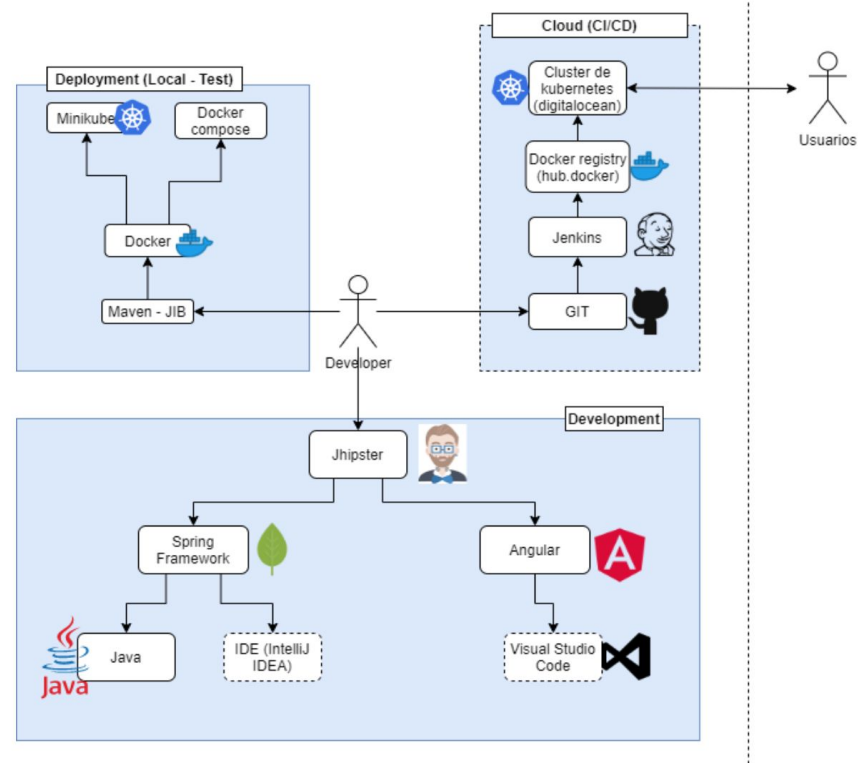 Cloud (CI/CD)
Deployment (Local - Test)
Minikube
Docker
compose
Docker
Maven - JIB
Cluster de
kubernetes
(digitalocean)
Docker registry
(hub.docker)
Jenkins
GIT
Usuarios
Developer
Development
Jhipster
Spring
Framework
Angular
A
Java
Java
IDE (IntelliJ
IDEA)
Visual Studio
Code